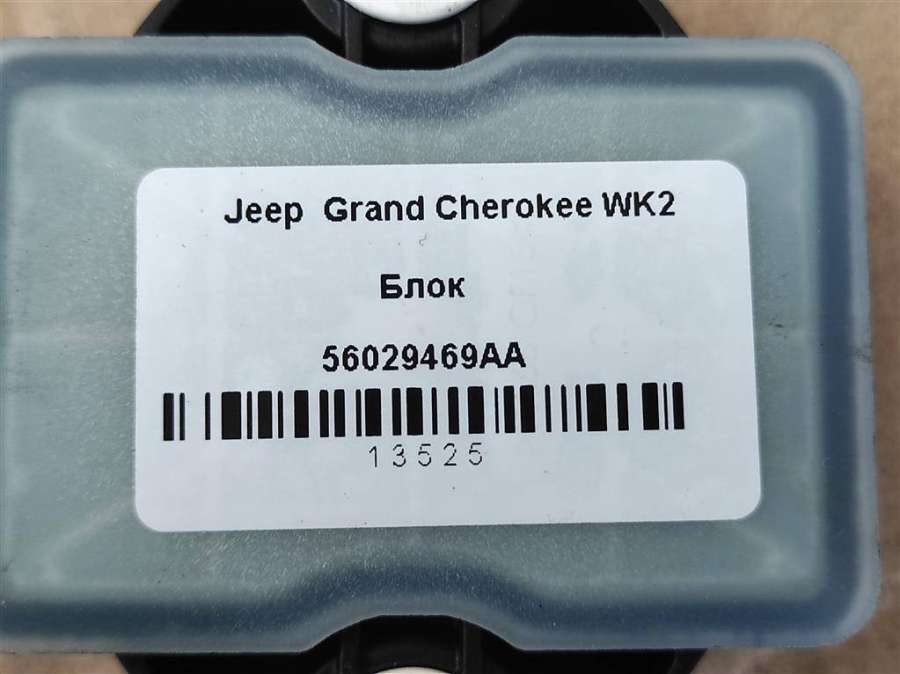 Jeep Grand Cherokee WK2
Блок
56029469AA
13525